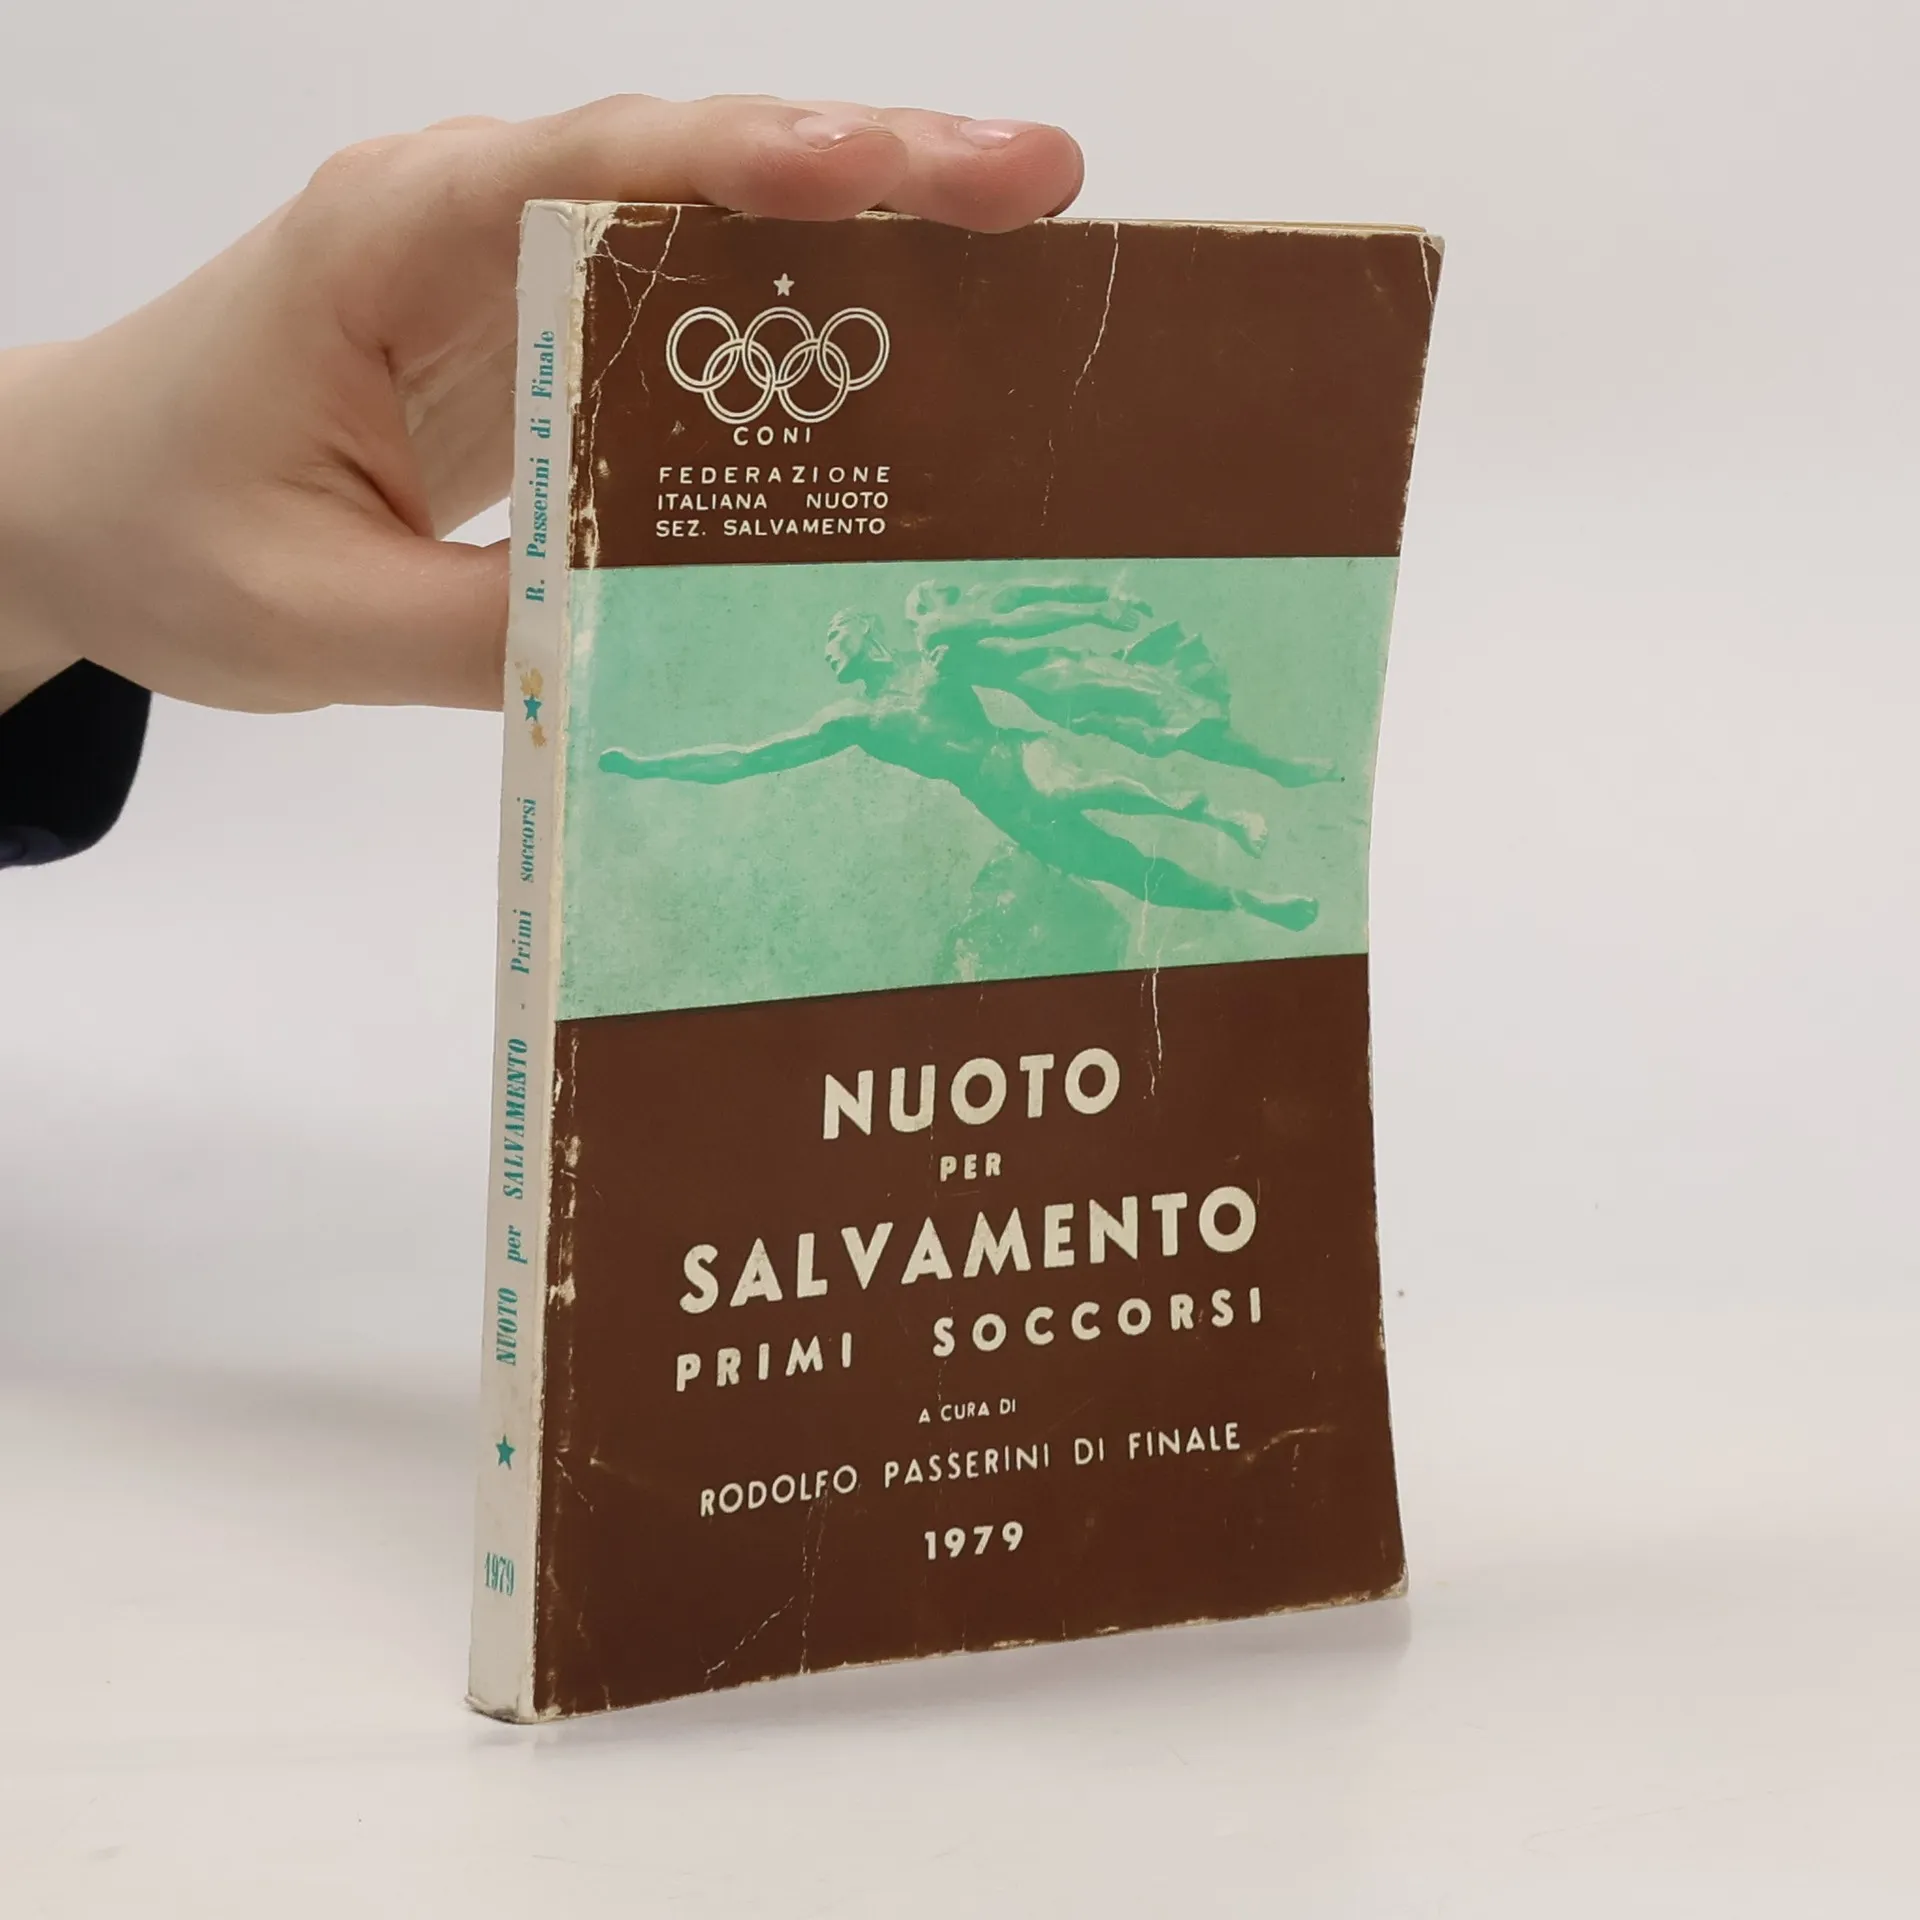 CONI
FEDERAZIONE
ITALIANA NUOTO
SEZ. SALVAMENTO
NUOTO
PER
SALVAMENTO
PRIMI SOCCORSI
A CURA DI
RODOLFO PASSERINI DI FINALE
1979
1979 ★ NUOTO per SALVAMENTO - Primi soccorsi ★ R. Passerini di Finale